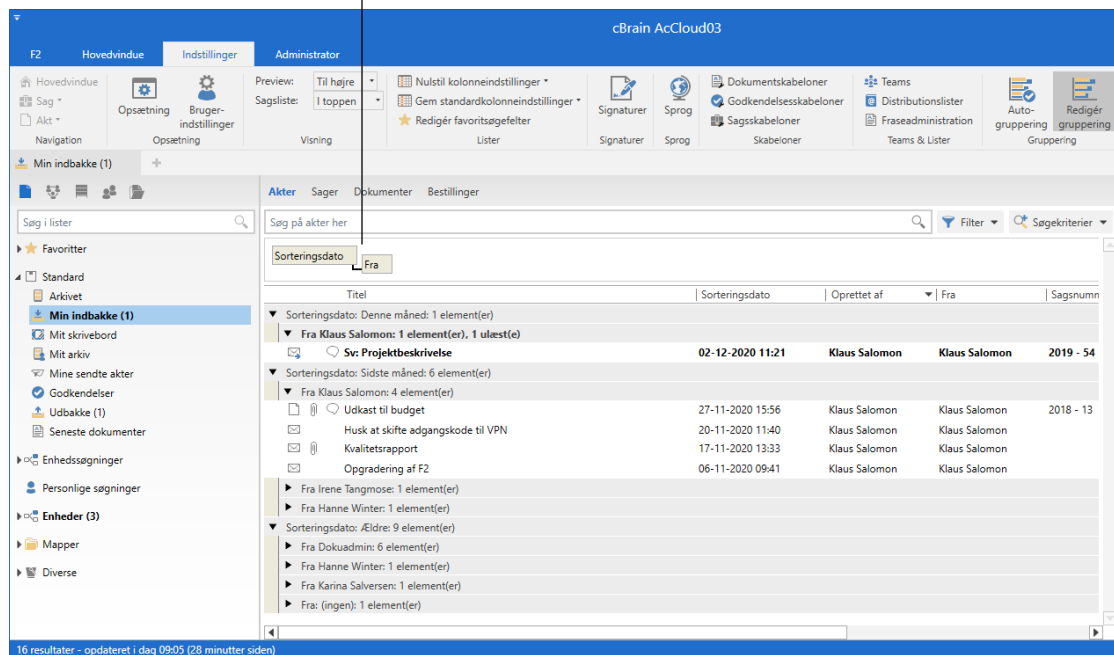 cBrain AcCloud03
F2 Hovedvindue Indstillinger Administrator
Hovedvindue
Sag
Akt
Navigation
Opsætning
Bruger-
indstillinger
Opsætning
Preview: Til højre
Sagsliste: I toppen
Visning
Nulstil kolonneindstillinger
Gem standardkolonneindstillinger
Redigér favoritsøgefelter
Lister
Signaturer
Signaturer
Sprog
Sprog
Dokumentskabeloner
Godkendelsesskabeloner
Sagsskabeloner
Skabeloner
Teams
Distributionslister
Fraseadministration
Teams & Lister
Auto-
gruppering
Redigér
gruppering
Gruppering
Min indbakke (1) +
Søg i lister
Favoritter
Standard
Arkivet
Min indbakke (1)
Mit skrivebord
Mit arkiv
Mine sendte akter
Godkendelser
Udbakke (1)
Seneste dokumenter
Enhedssøgninger
Personlige søgninger
Enheder (3)
Mapper
Diverse
Akter Sager Dokumenter Bestillinger
Søg på akter her Filter Søgekriterier
Sorteringsdato
Fra
Titel Sorteringsdato Oprettet af Fra Sagsnumn
Sorteringsdato: Denne måned: 1 element(er)
Fra Klaus Salomon: 1 element(er), 1 ulæst(e)
Sv: Projektbeskrivelse 02-12-2020 11:21 Klaus Salomon Klaus Salomon 2019 - 54
Sorteringsdato: Sidste måned: 6 element(er)
Fra Klaus Salomon: 4 element(er)
Udkast til budget 27-11-2020 15:56 Klaus Salomon Klaus Salomon 2018 - 13
Husk at skifte adgangskode til VPN 20-11-2020 11:40 Klaus Salomon Klaus Salomon
Kvalitetsrapport 17-11-2020 13:33 Klaus Salomon Klaus Salomon
Opgradering af F2 06-11-2020 09:41 Klaus Salomon Klaus Salomon
Fra Irene Tangmose: 1 element(er)
Fra Hanne Winter: 1 element(er)
Sorteringsdato: Ældre: 9 element(er)
Fra Dokuadmin: 6 element(er)
Fra Hanne Winter: 1 element(er)
Fra Karina Salversen: 1 element(er)
Fra: (ingen): 1 element(er)
16 resultater - opdateret i dag 09:05 (28 minutter siden)